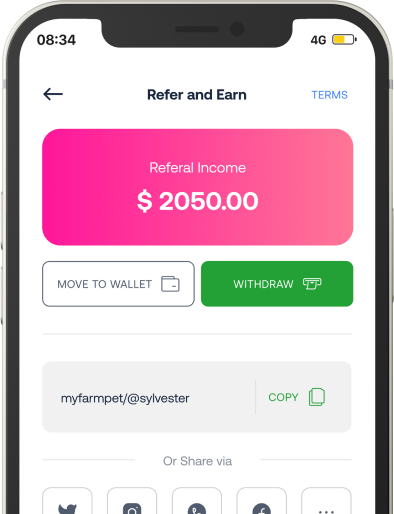 08:34
4G
Refer and Earn
TERMS
Referal Income
$ 2050.00
MOVE TO WALLET
WITHDRAW
myfarmpet/@sylvester
COPY
Or Share via